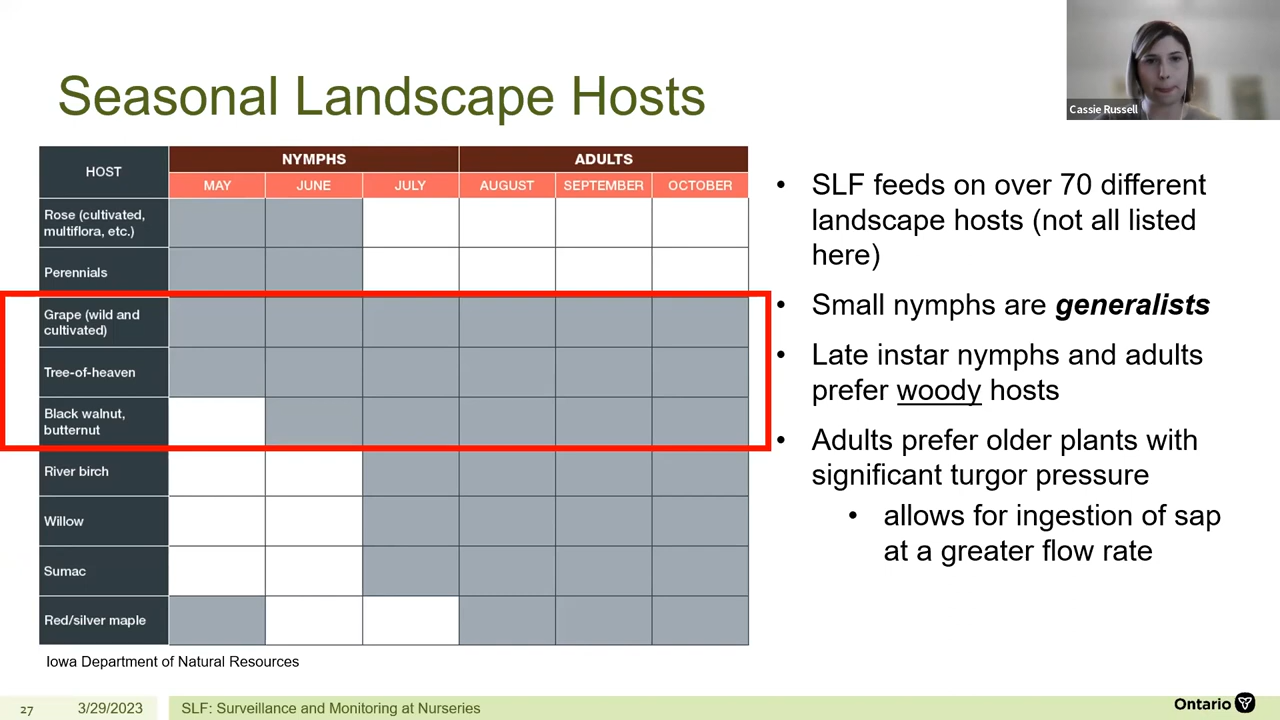 Seasonal Landscape Hosts
Cassie Russell
HOST
NYMPHS
ADULTS
MAY
JUNE
JULY
AUGUST
SEPTEMBER
OCTOBER
Rose (cultivated,
multiflora, etc.)
Perennials
Grape (wild and
cultivated)
Tree-of-heaven
Black walnut,
butternut
River birch
Willow
Sumac
Red/silver maple
Iowa Department of Natural Resources
• SLF feeds on over 70 different
landscape hosts (not all listed
here)
• Small nymphs are generalists
• Late instar nymphs and adults
prefer woody hosts
• Adults prefer older plants with
significant turgor pressure
• allows for ingestion of sap
at a greater flow rate
27
3/29/2023
SLF: Surveillance and Monitoring at Nurseries
Ontario